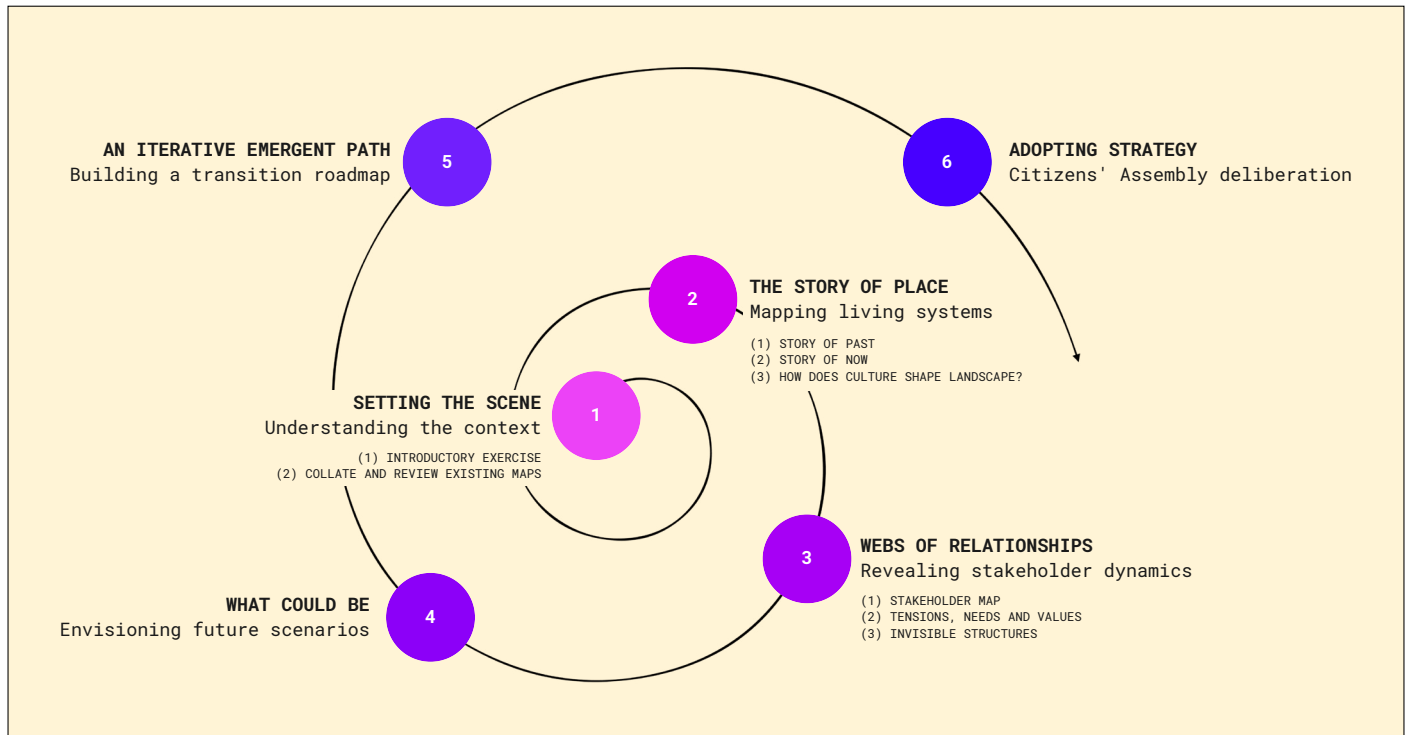 AN ITERATIVE EMERGENT PATH
Building a transition roadmap
5
6
ADOPTING STRATEGY
Citizens' Assembly deliberation
2
THE STORY OF PLACE
Mapping living systems
(1) STORY OF PAST
(2) STORY OF NOW
(3) HOW DOES CULTURE SHAPE LANDSCAPE?
SETTING THE SCENE
Understanding the context
(1) INTRODUCTORY EXERCISE
(2) COLLATE AND REVIEW EXISTING MAPS
1
3
WEBS OF RELATIONSHIPS
Revealing stakeholder dynamics
(1) STAKEHOLDER MAP
(2) TENSIONS, NEEDS AND VALUES
(3) INVISIBLE STRUCTURES
WHAT COULD BE
Envisioning future scenarios
4